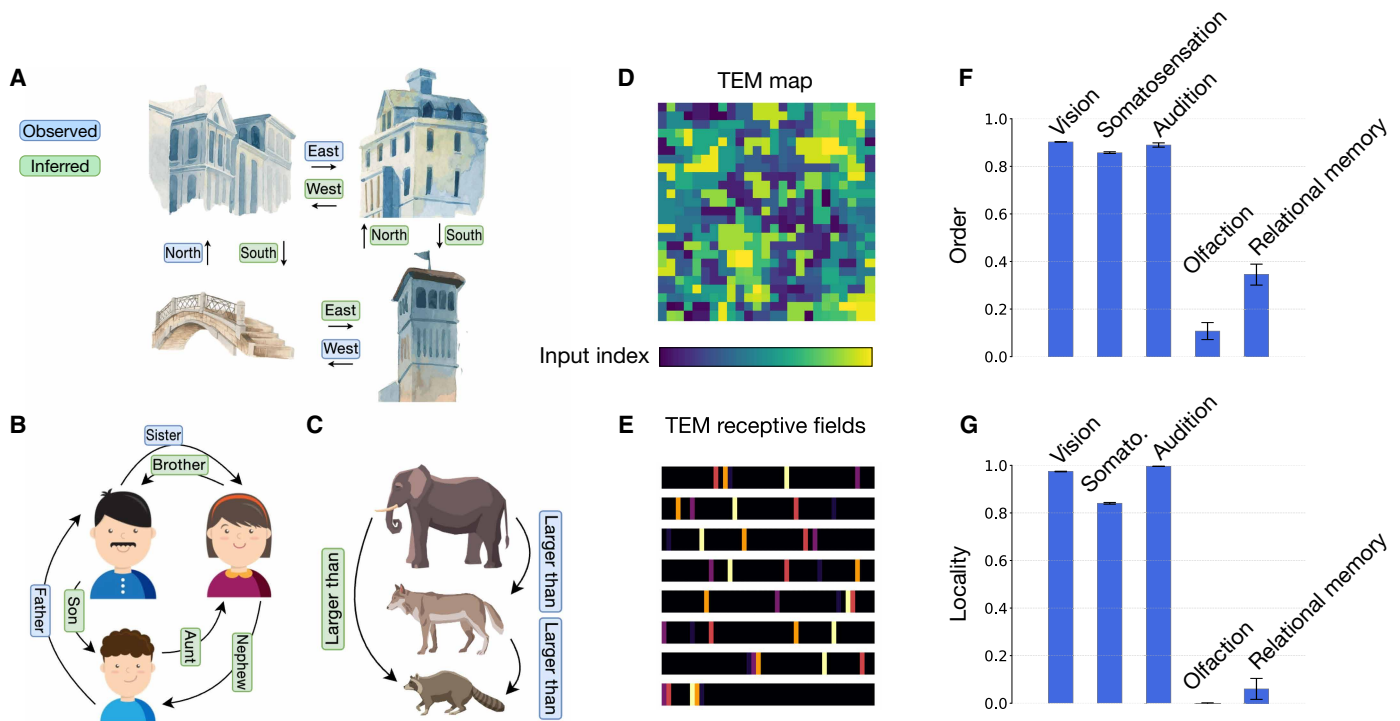 A
Observed
Inferred
East
West
North
South
North
South
East
West
B
Sister
Brother
Father
Son
Aunt
Nephew
C
Larger than
Larger than
Larger than
D
TEM map
Input index
E
TEM receptive fields
F
Order
1.0
0.8
0.6
0.4
0.2
0.0
Vision
Somatosensation
Audition
Olfaction
Relational memory
G
Locality
1.0
0.8
0.6
0.4
0.2
0.0
Vision
Somato.
Audition
Olfaction
Relational memory